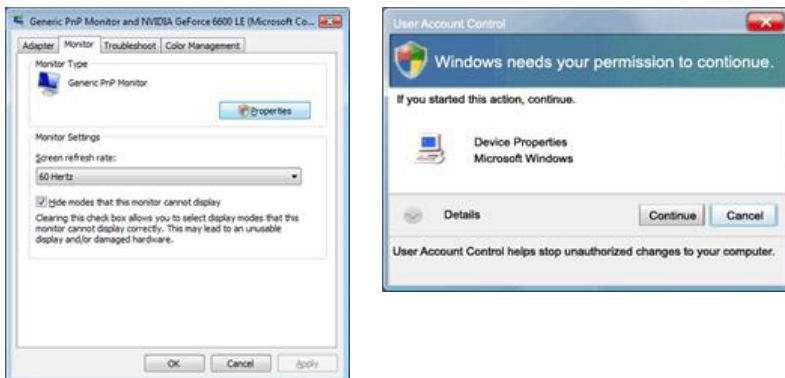 Generic PnP Monitor and NVIDIA GeForce 6600 LE (Microsoft Co...
Adapter Monitor Troubleshoot Color Management
Monitor Type
Generic PnP Monitor
Properties
Monitor Settings
Screen refresh rate:
60 Hertz
Hide modes that this monitor cannot display
Clearing this check box allows you to select display modes that this
monitor cannot display correctly. This may lead to an unusable
display and/or damaged hardware.
OK Cancel Apply
User Account Control
Windows needs your permission to contionue.
If you started this action, continue.
Device Properties
Microsoft Windows
Details Continue Cancel
User Account Control helps stop unauthorized changes to your computer.